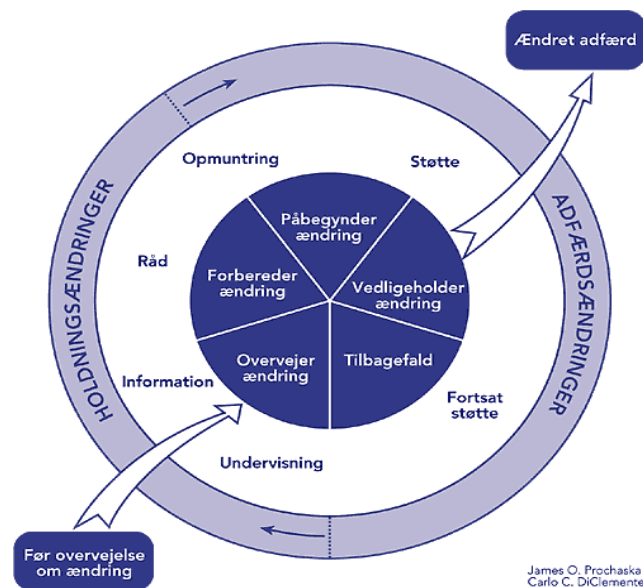 Ændret adfærd
HOLDNINGSÆNDRINGER
ADFÆRDSÆNDRINGER
Opmuntring
Støtte
Råd
Information
Undervisning
Fortsat
støtte
Påbegynder
ændring
Forbereder
ændring
Vedligeholder
ændring
Overvejer
ændring
Tilbagefald
Før overvejelse
om ændring
James O. Prochaska
Carlo C. DiClemente